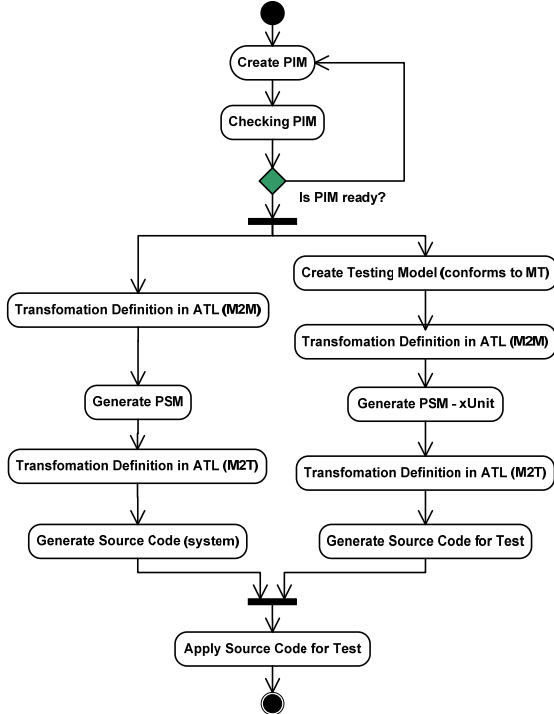 Create PIM
Checking PIM
Is PIM ready?
Create Testing Model (conforms to MT)
Transfomation Definition in ATL (M2M)
Transfomation Definition in ATL (M2M)
Generate PSM
Generate PSM - xUnit
Transfomation Definition in ATL (M2T)
Transfomation Definition in ATL (M2T)
Generate Source Code (system)
Generate Source Code for Test
Apply Source Code for Test